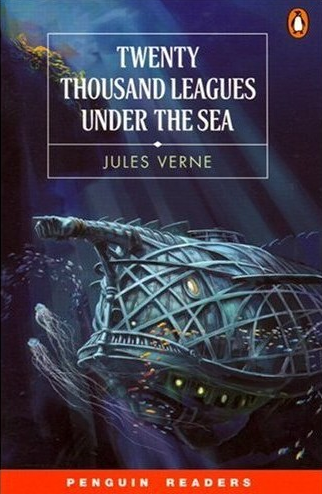 TWENTY
THOUSAND LEAGUES
UNDER THE SEA
JULES VERNE
PENGUIN READERS